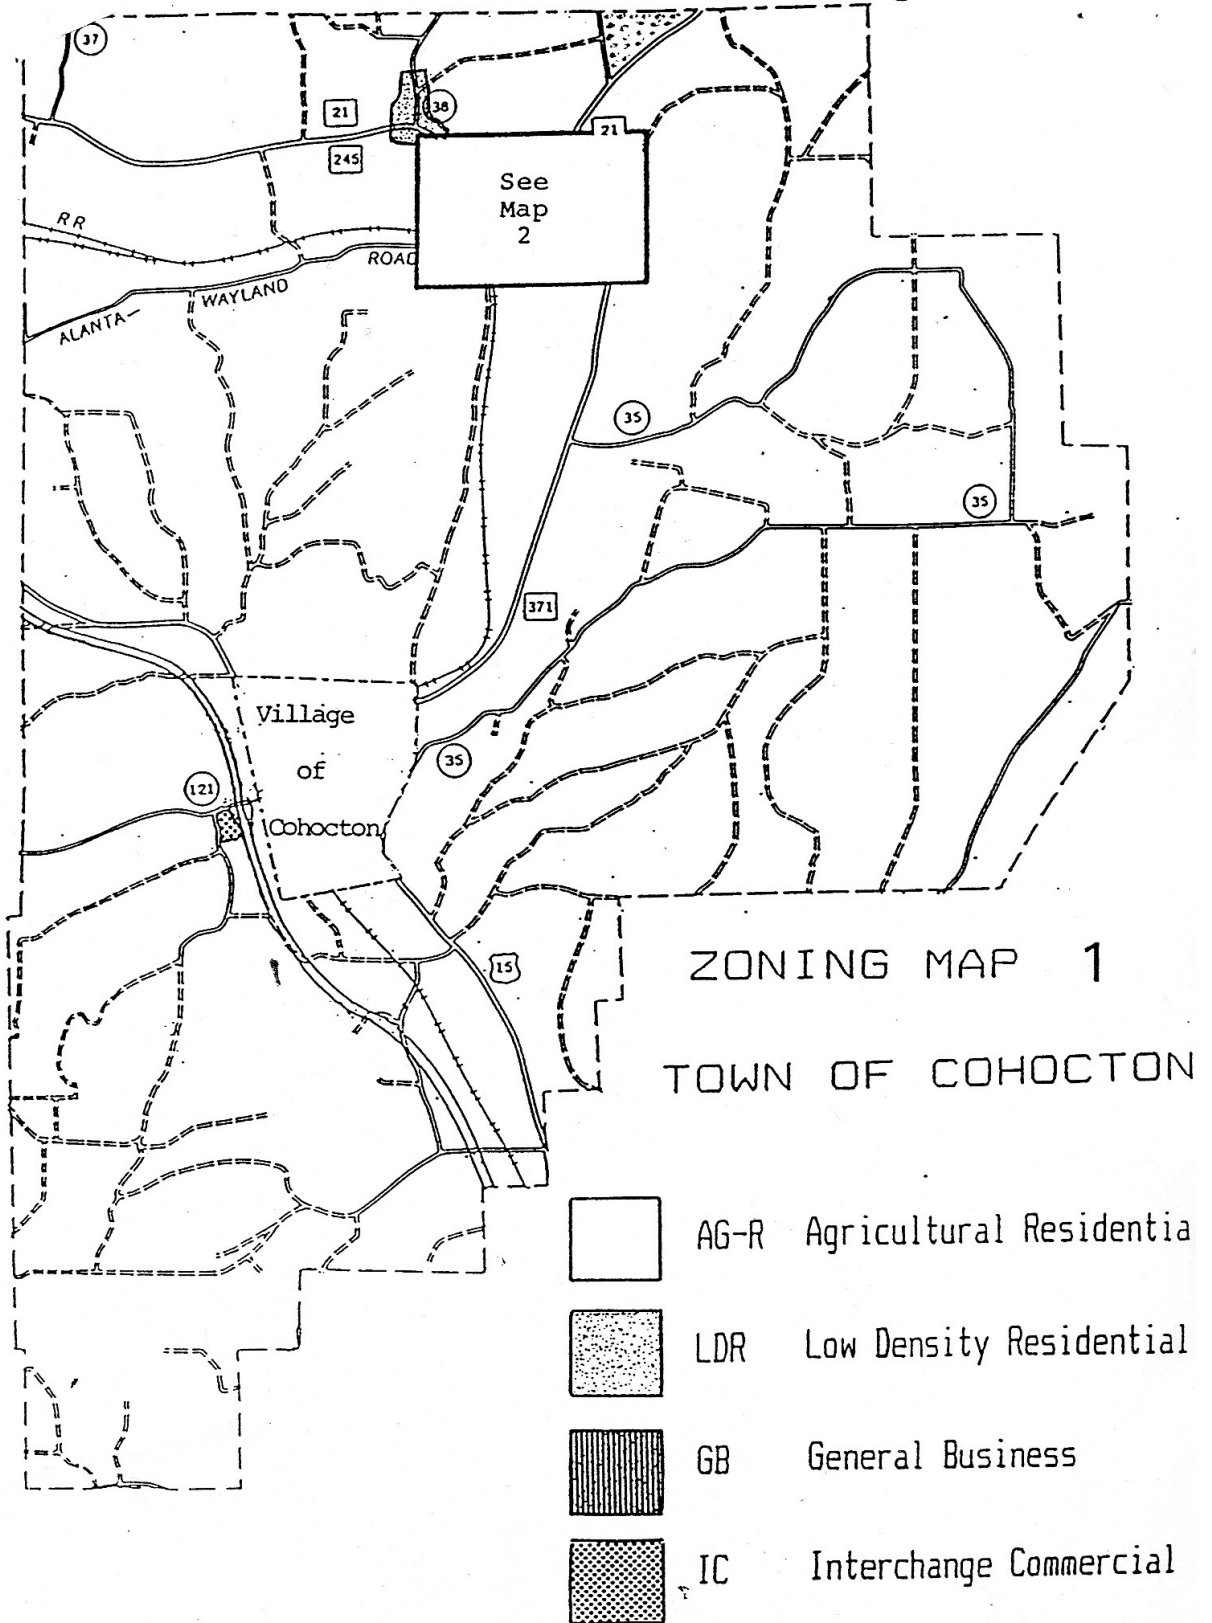 37
21
38
21
245
See
Map
2
RR
ROAD
WAYLAND
ALANTA-
35
35
371
Village
of
Cohocton
35
121
15
ZONING MAP 1
TOWN OF COHOCTON
AG-R Agricultural Residentia
LDR Low Density Residential
GB General Business
IC Interchange Commercial